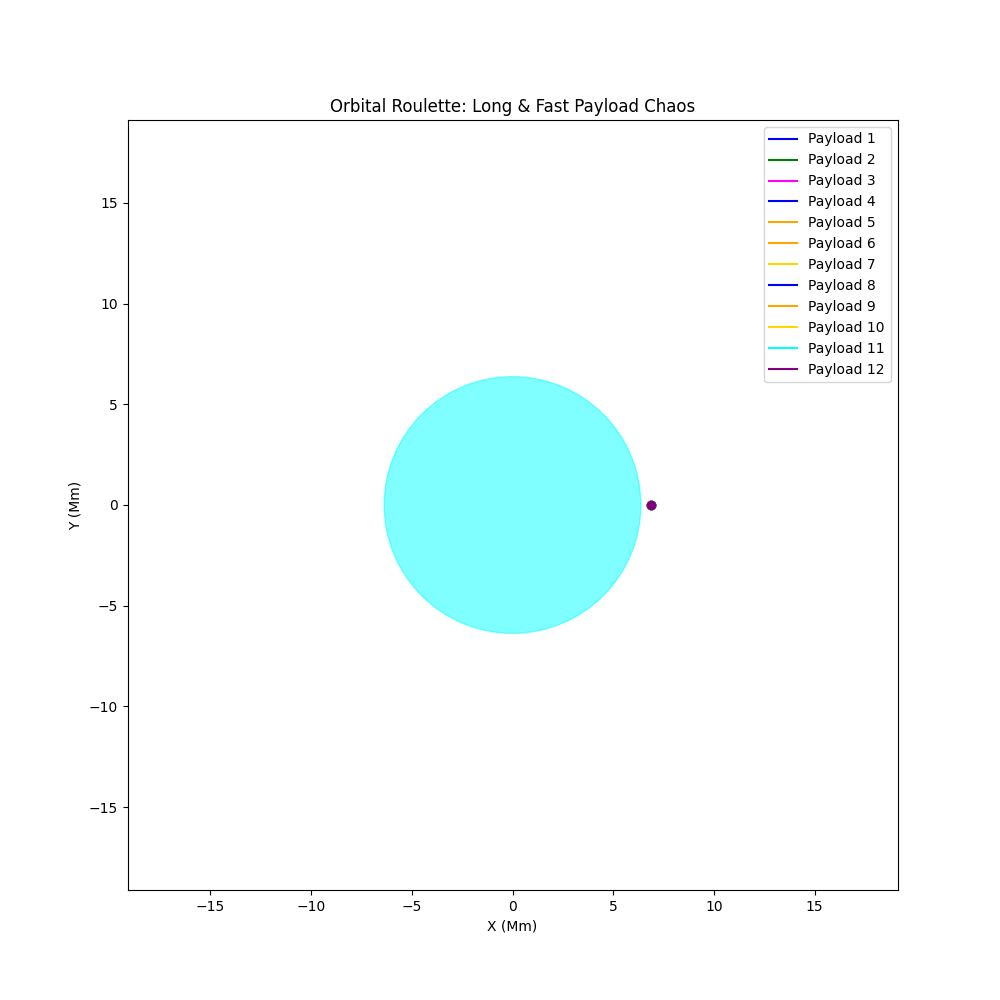 Orbital Roulette: Long & Fast Payload Chaos
Payload 1
Payload 2
Payload 3
Payload 4
Payload 5
Payload 6
Payload 7
Payload 8
Payload 9
Payload 10
Payload 11
Payload 12
15
10
5
0
−5
−10
−15
Y (Mm)
−15 −10 −5 0 5 10 15
X (Mm)